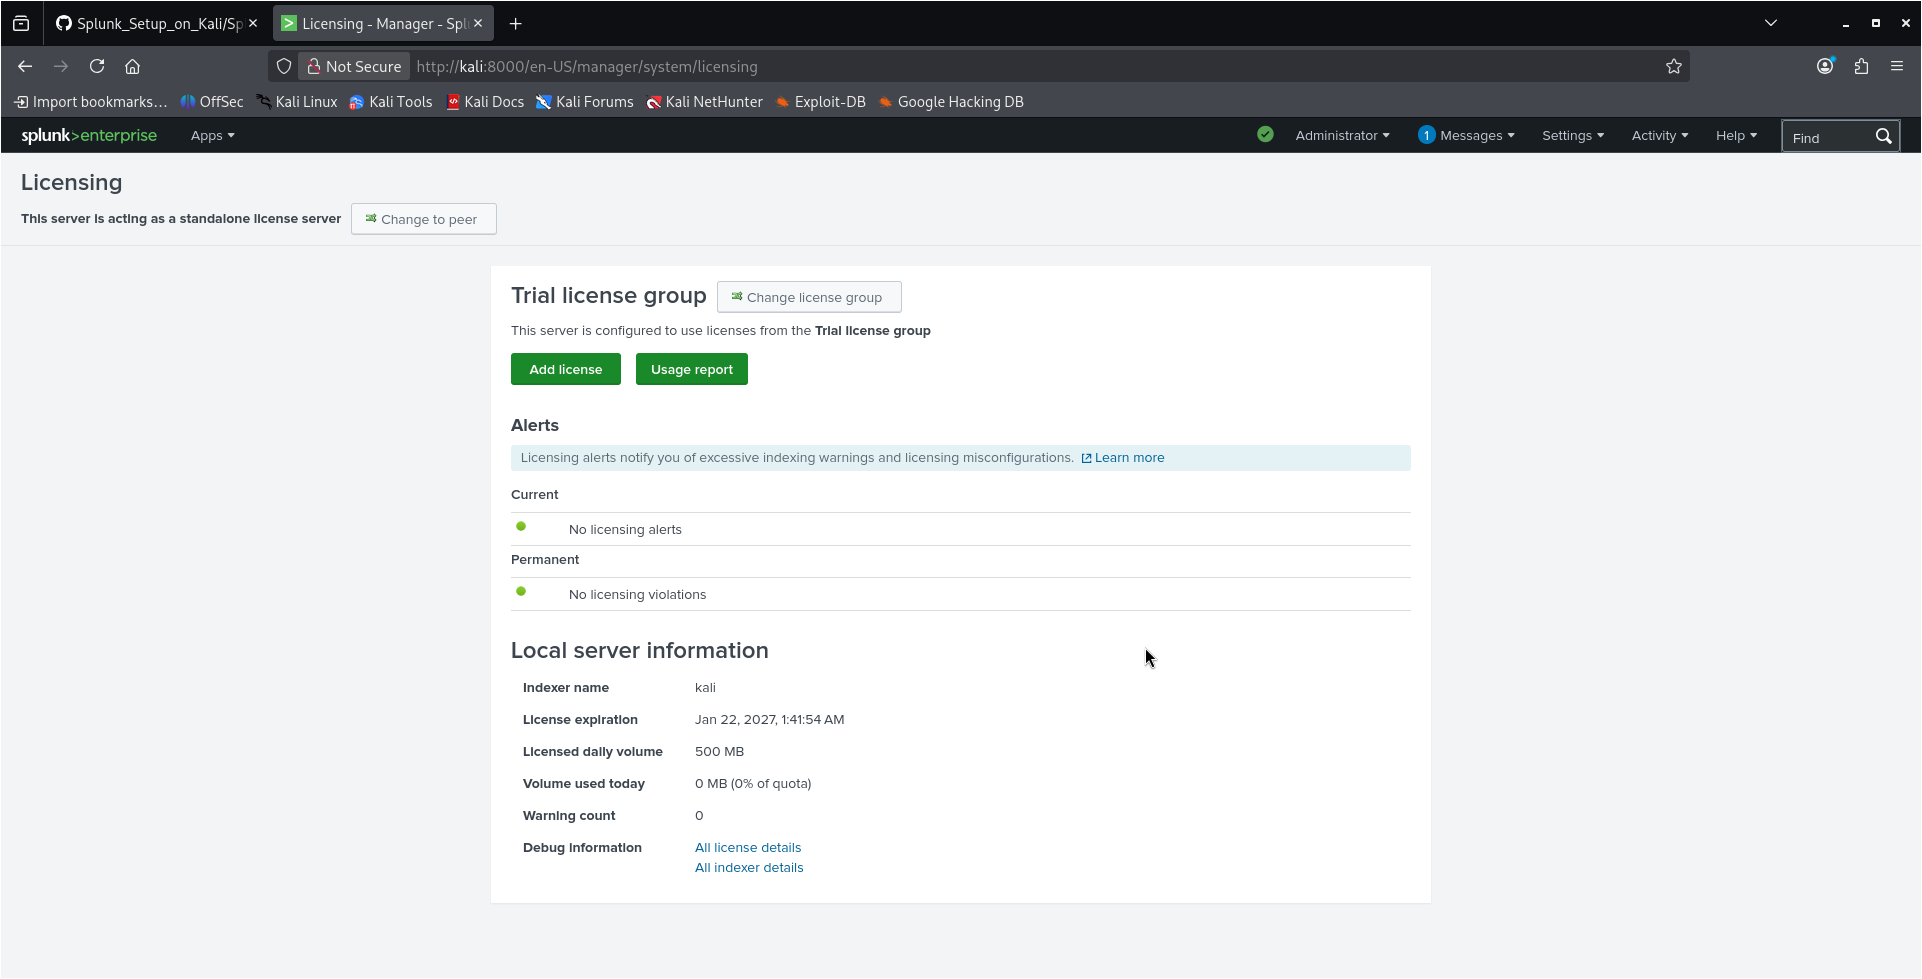 Splunk_Setup_on_Kali/Sp
Licensing - Manager - Spl
Not Secure http://kali:8000/en-US/manager/system/licensing
Import bookmarks... OffSec Kali Linux Kali Tools Kali Docs Kali Forums Kali NetHunter Exploit-DB Google Hacking DB
splunk>enterprise Apps Administrator 1 Messages Settings Activity Help Find
Licensing
This server is acting as a standalone license server Change to peer
Trial license group Change license group
This server is configured to use licenses from the Trial license group
Add license Usage report
Alerts
Licensing alerts notify you of excessive indexing warnings and licensing misconfigurations. Learn more
Current
No licensing alerts
Permanent
No licensing violations
Local server information
Indexer name kali
License expiration Jan 22, 2027, 1:41:54 AM
Licensed daily volume 500 MB
Volume used today 0 MB (0% of quota)
Warning count 0
Debug Information All license details
All indexer details